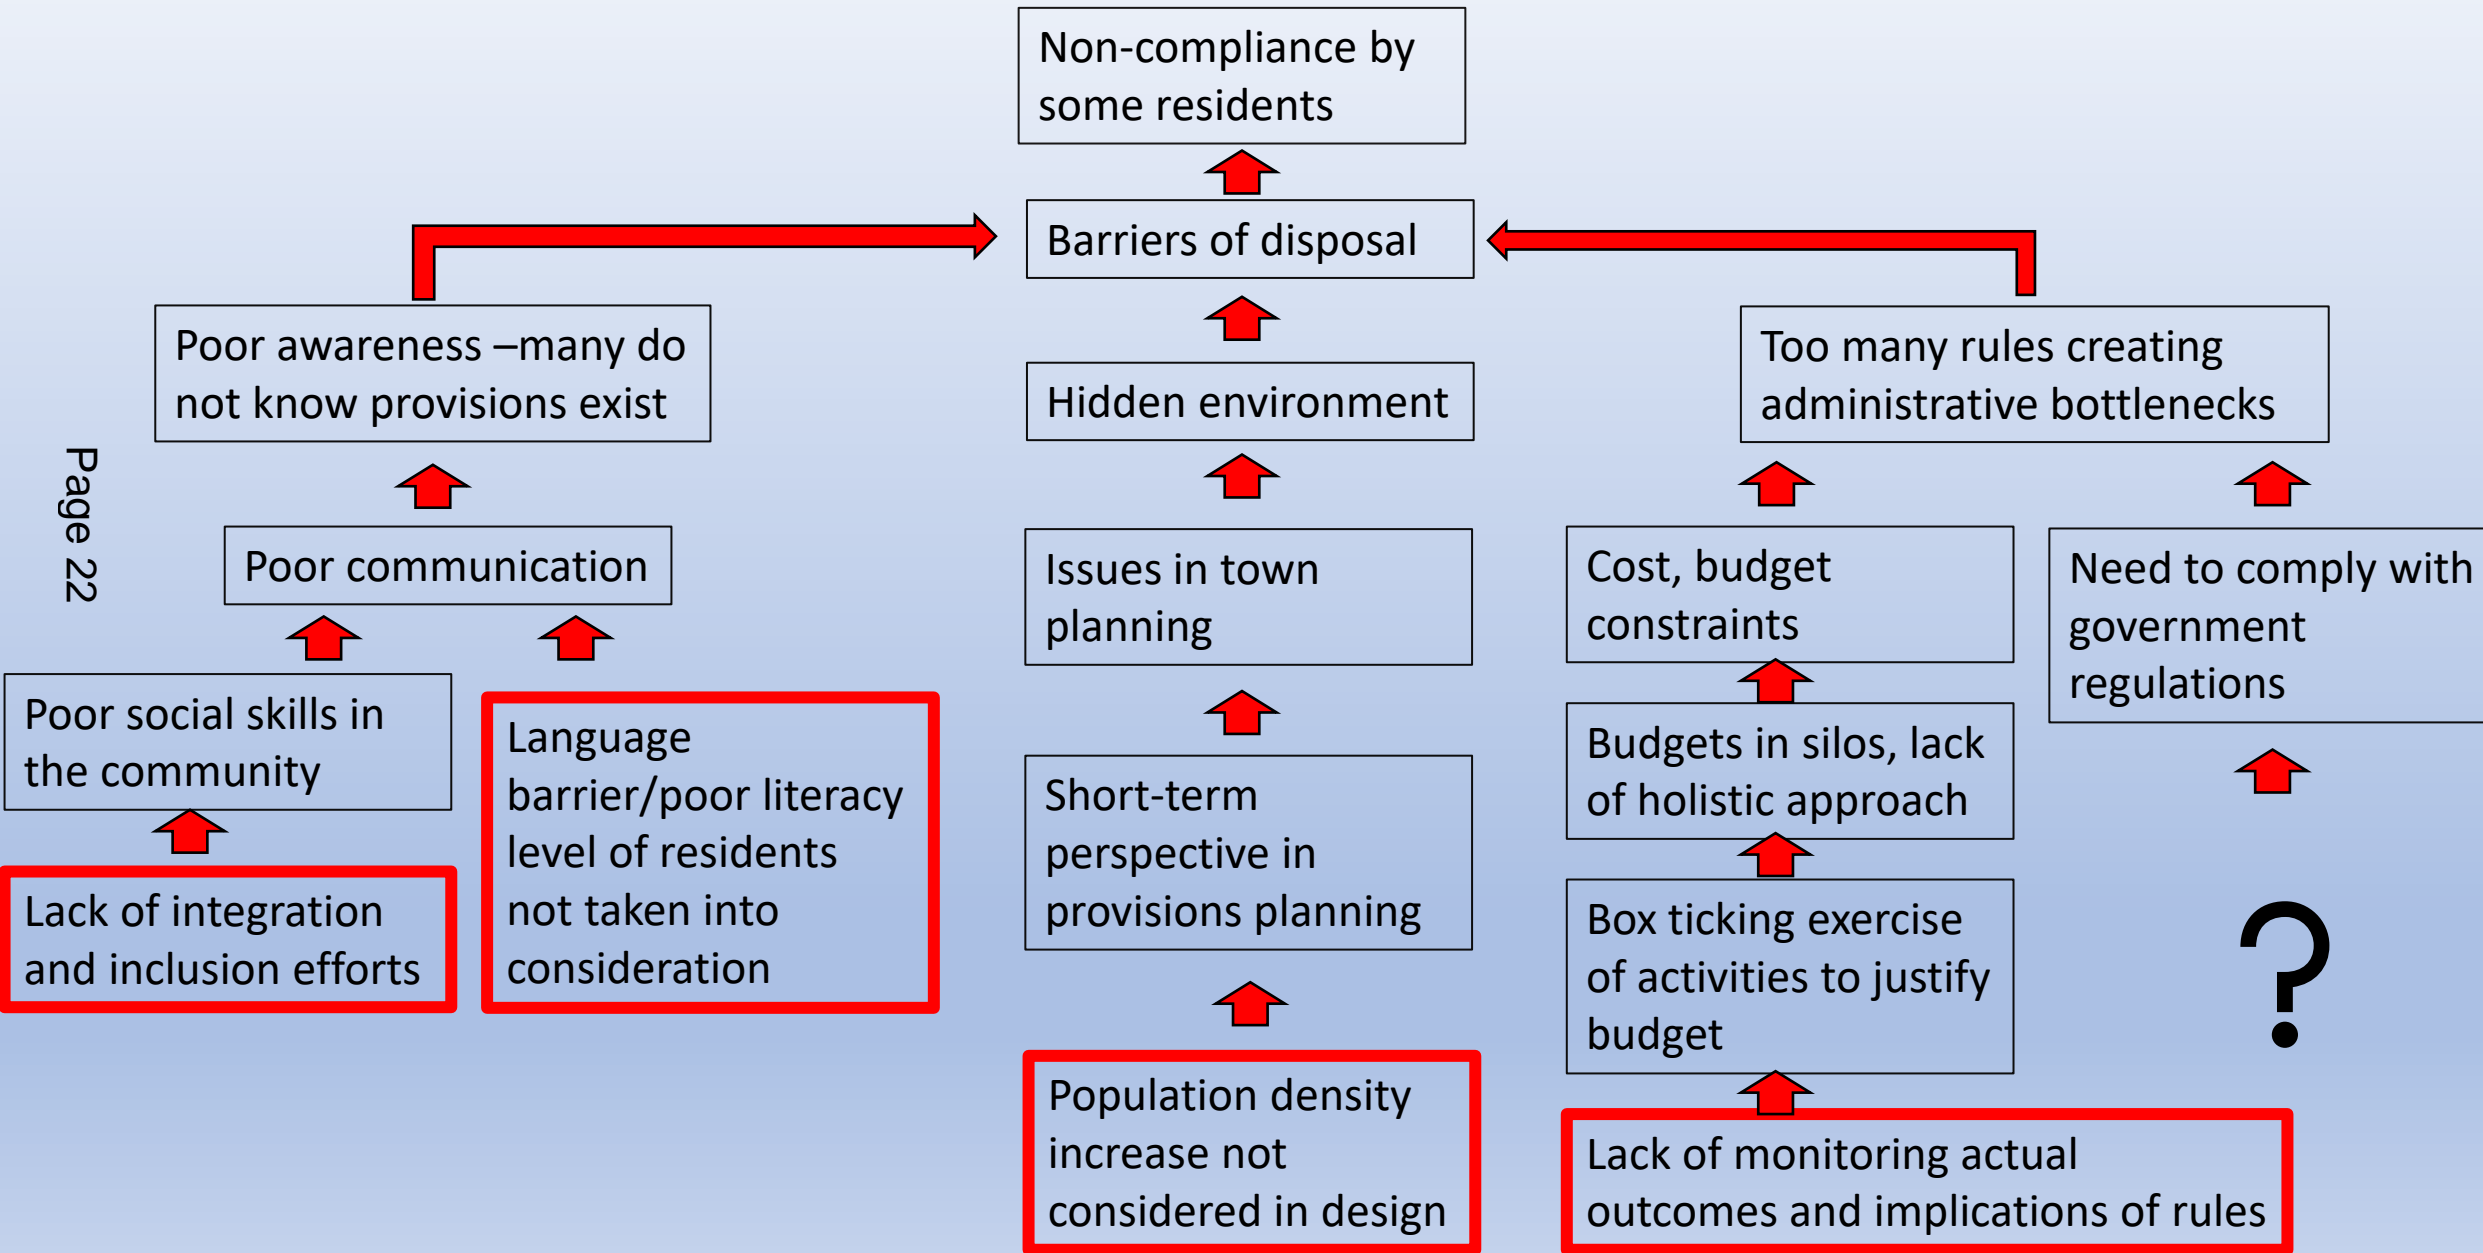 Non-compliance by
some residents
Barriers of disposal
Poor awareness –many do
not know provisions exist
Hidden environment
Too many rules creating
administrative bottlenecks
Page 22
Poor communication
Issues in town
planning
Cost, budget
constraints
Need to comply with
government
regulations
Poor social skills in
the community
Language
barrier/poor literacy
level of residents
not taken into
consideration
Short-term
perspective in
provisions planning
Budgets in silos, lack
of holistic approach
Lack of integration
and inclusion efforts
Box ticking exercise
of activities to justify
budget
?
Population density
increase not
considered in design
Lack of monitoring actual
outcomes and implications of rules